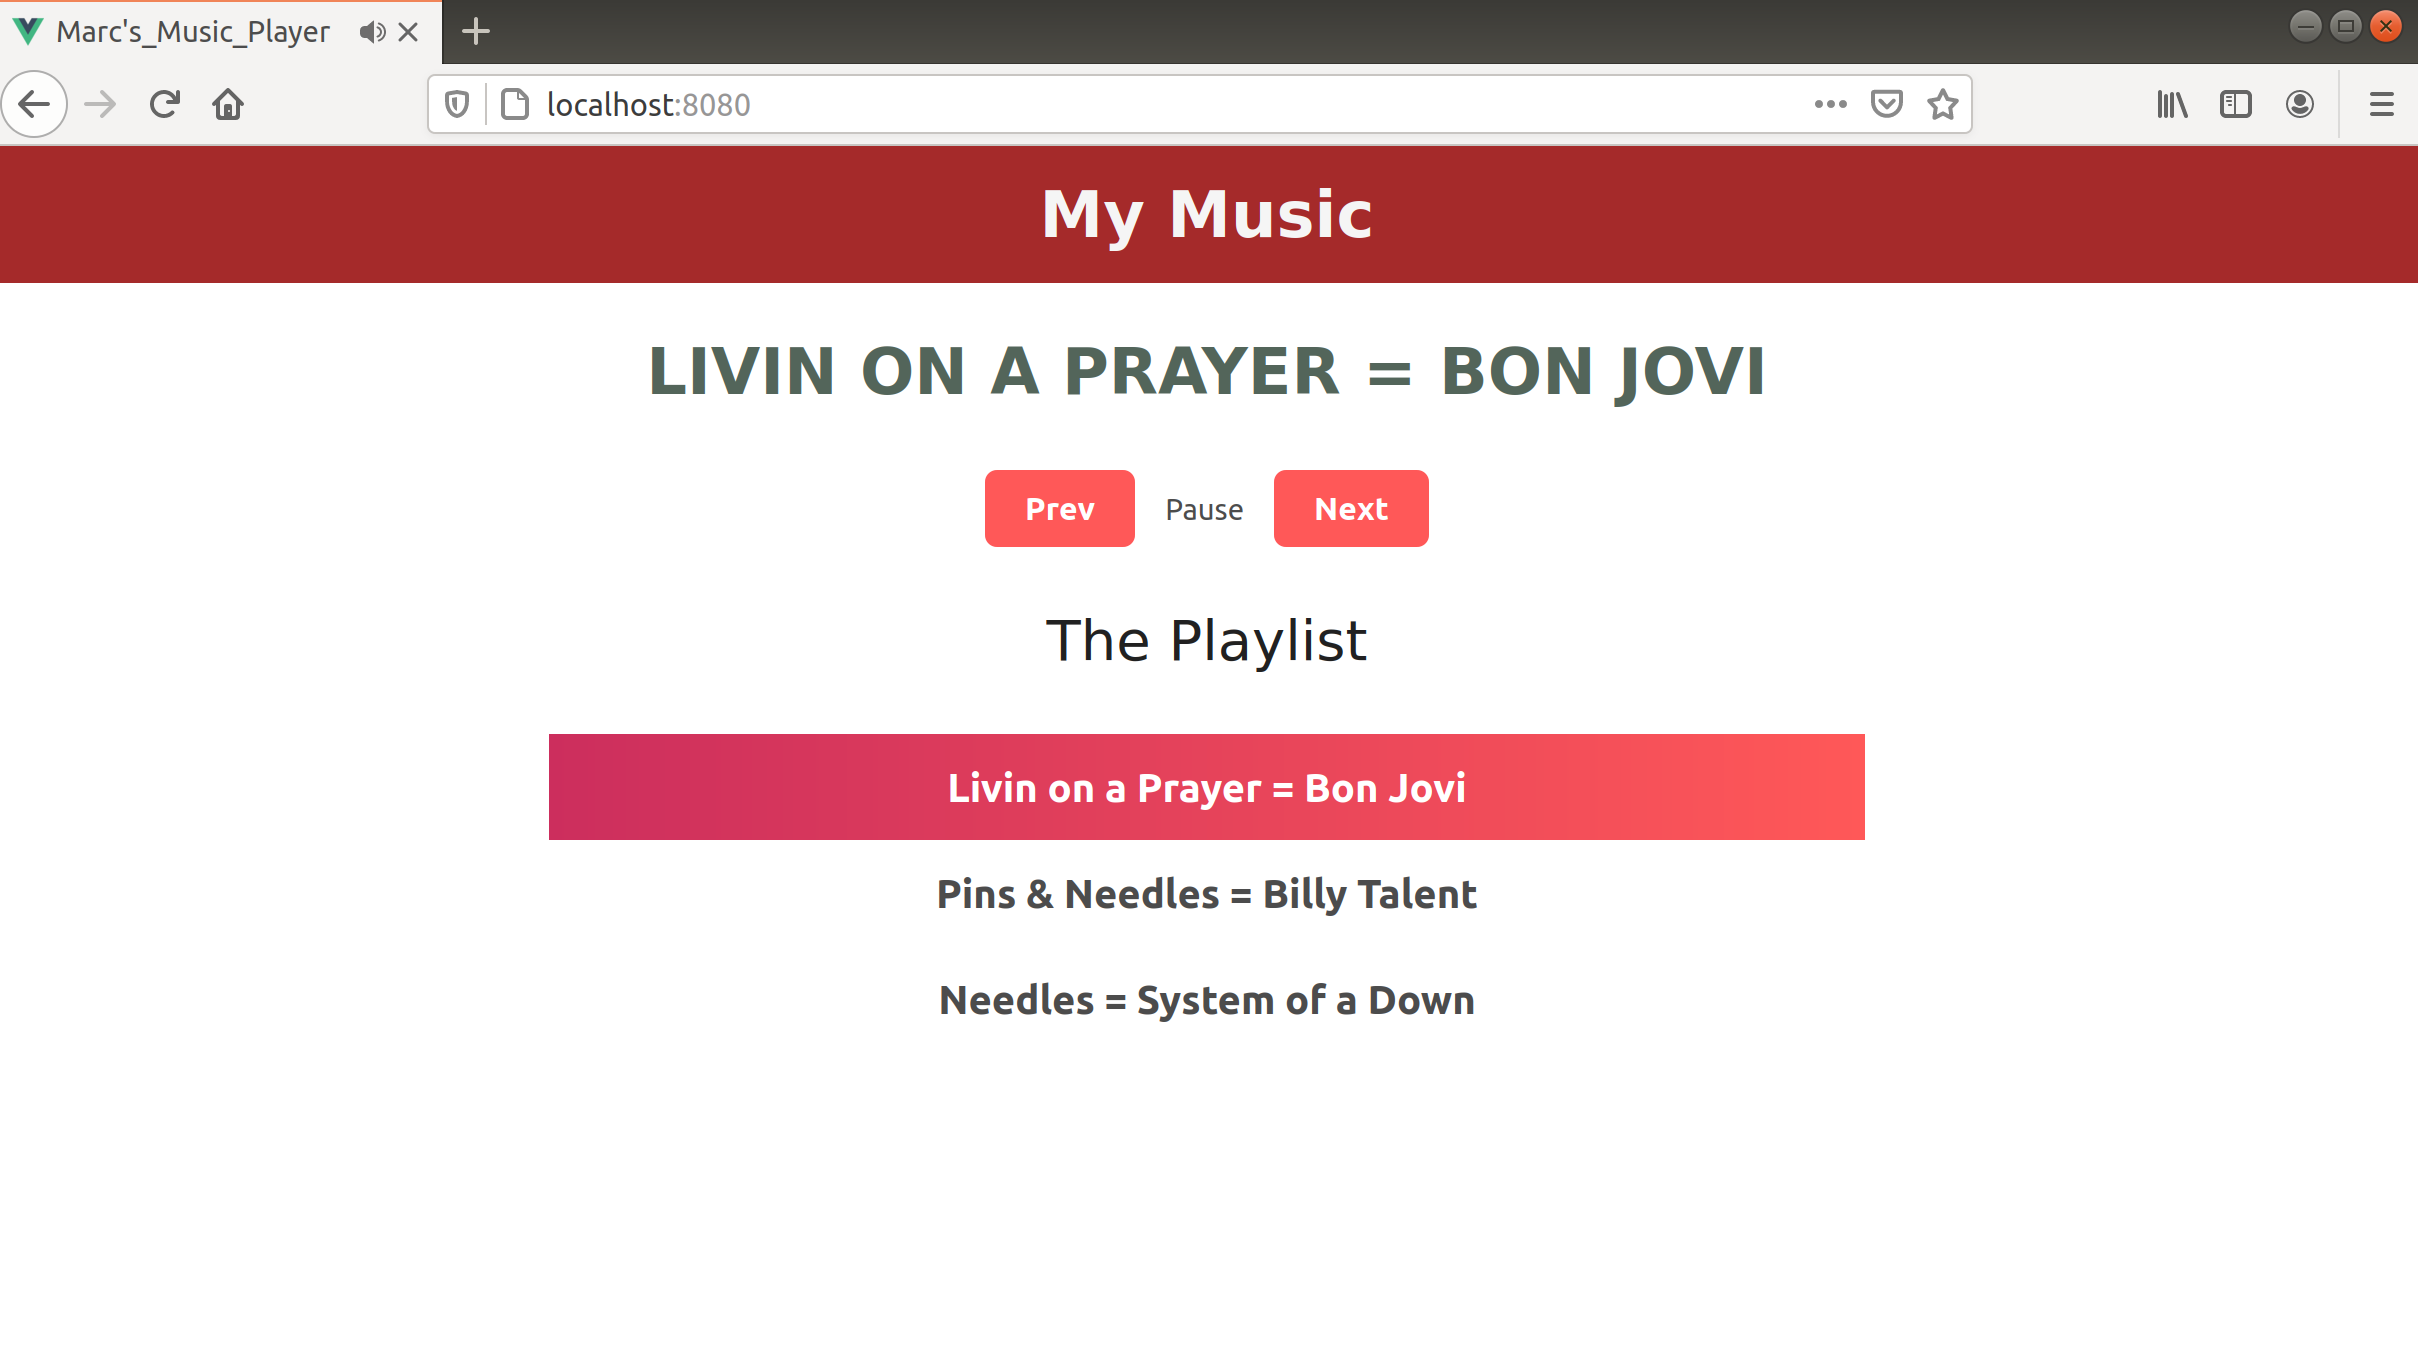 Marc's_Music_Player
localhost:8080
My Music
LIVIN ON A PRAYER = BON JOVI
Prev Pause Next
The Playlist
Livin on a Prayer = Bon Jovi
Pins & Needles = Billy Talent
Needles = System of a Down